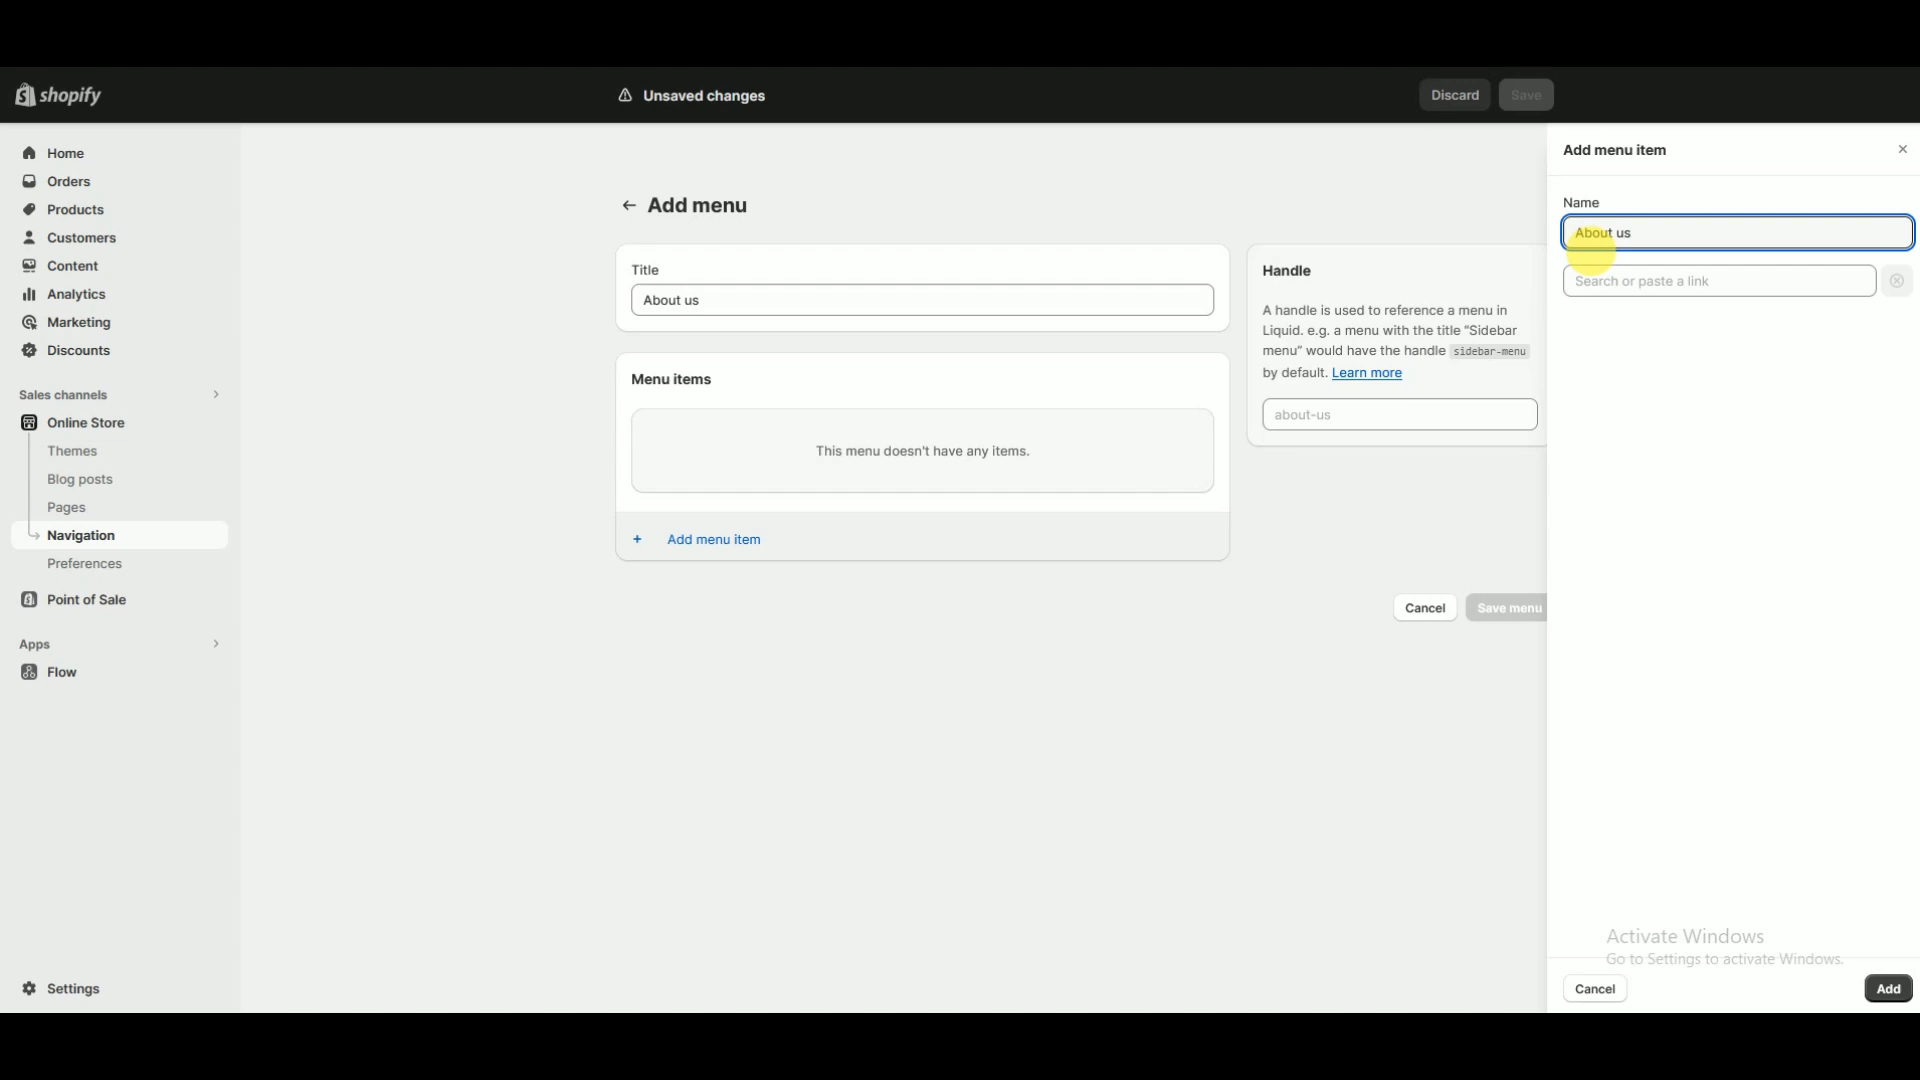 shopify
Unsaved changes
Discard
Save
Home
Orders
Products
Customers
Content
Analytics
Marketing
Discounts
Sales channels
Online Store
Themes
Blog posts
Pages
Navigation
Preferences
Point of Sale
Apps
Flow
Settings
Add menu
Title
About us
Menu items
This menu doesn't have any items.
+ Add menu item
Handle
A handle is used to reference a menu in
Liquid. e.g. a menu with the title "Sidebar
menu" would have the handle sidebar-menu
by default. Learn more
about-us
Cancel
Save menu
Add menu item
Name
About us
Search or paste a link
Activate Windows
Go to Settings to activate Windows.
Cancel
Add